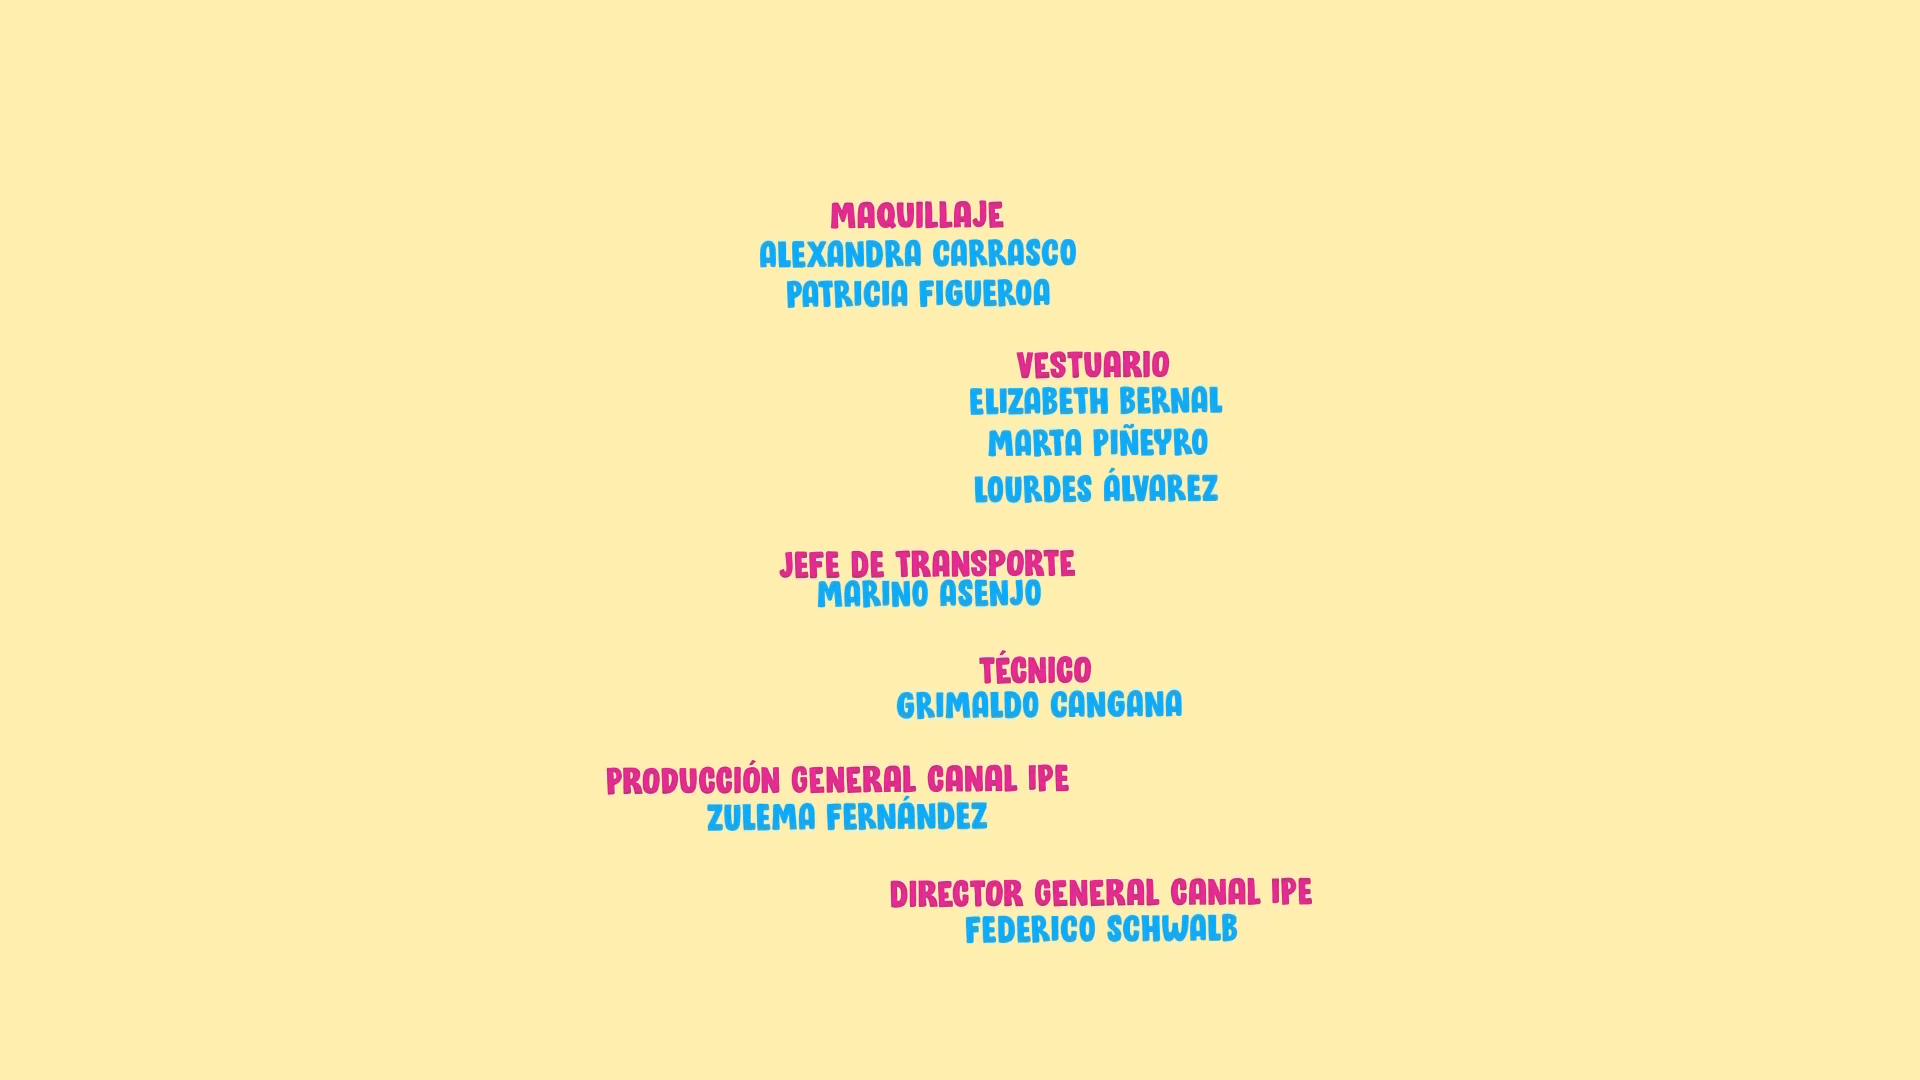 MAQUILLAJE
ALEXANDRA CARRASCO
PATRICIA FIGUEROA
VESTUARIO
ELIZABETH BERNAL
MARTA PIÑEYRO
LOURDES ÁLVAREZ
JEFE DE TRANSPORTE
MARINO ASENJO
TÉCNICO
GRIMALDO CANGANA
PRODUCCIÓN GENERAL CANAL IPE
ZULEMA FERNÁNDEZ
DIRECTOR GENERAL CANAL IPE
FEDERICO SCHWALB